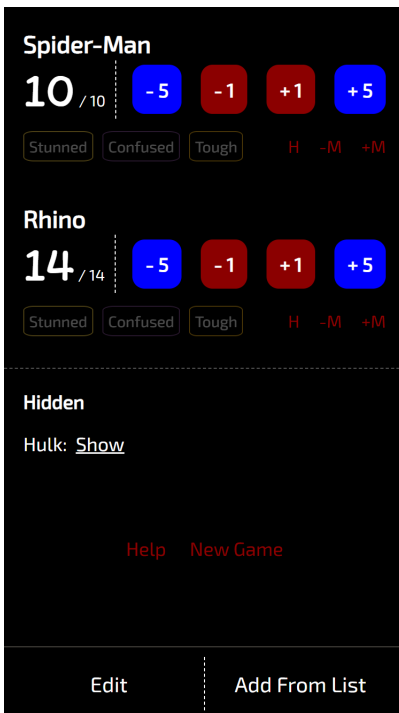 Spider-Man
10 / 10 - 5 - 1 + 1 + 5
Stunned Confused Tough H -M +M
Rhino
14 / 14 - 5 - 1 + 1 + 5
Stunned Confused Tough H -M +M
Hidden
Hulk: Show
Help New Game
Edit Add From List